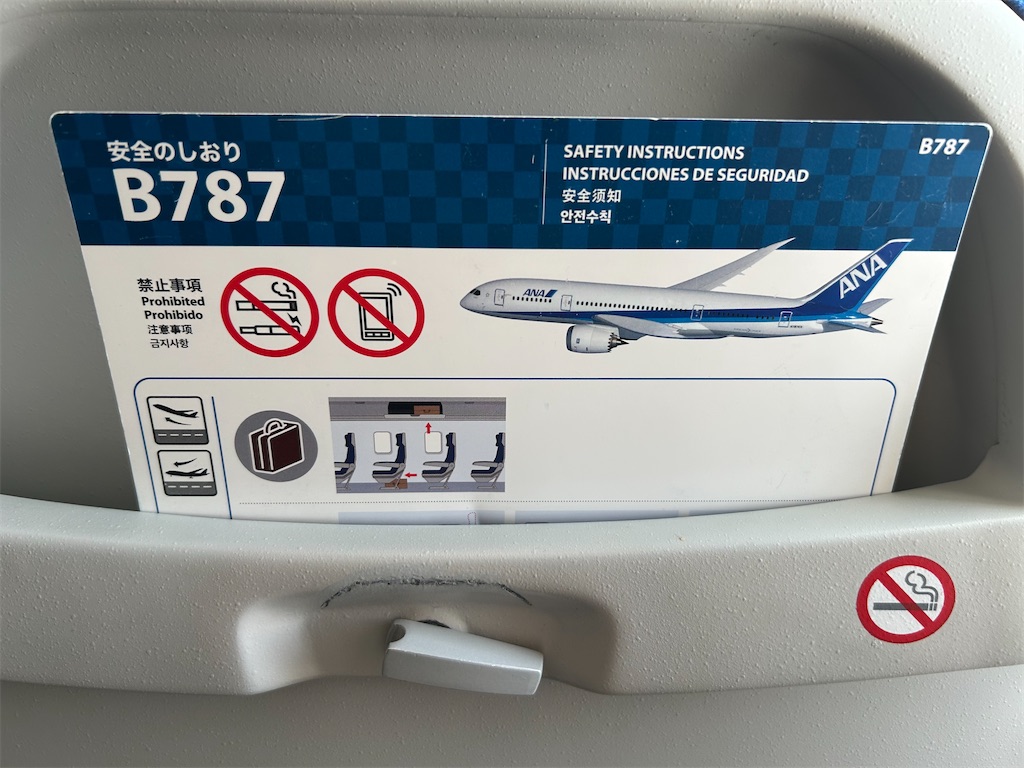 安全のしおり
B787
SAFETY INSTRUCTIONS
INSTRUCCIONES DE SEGURIDAD
安全须知
안전수칙
B787
禁止事項
Prohibited
Prohibido
注意事项
금지사항
ANA
ANA